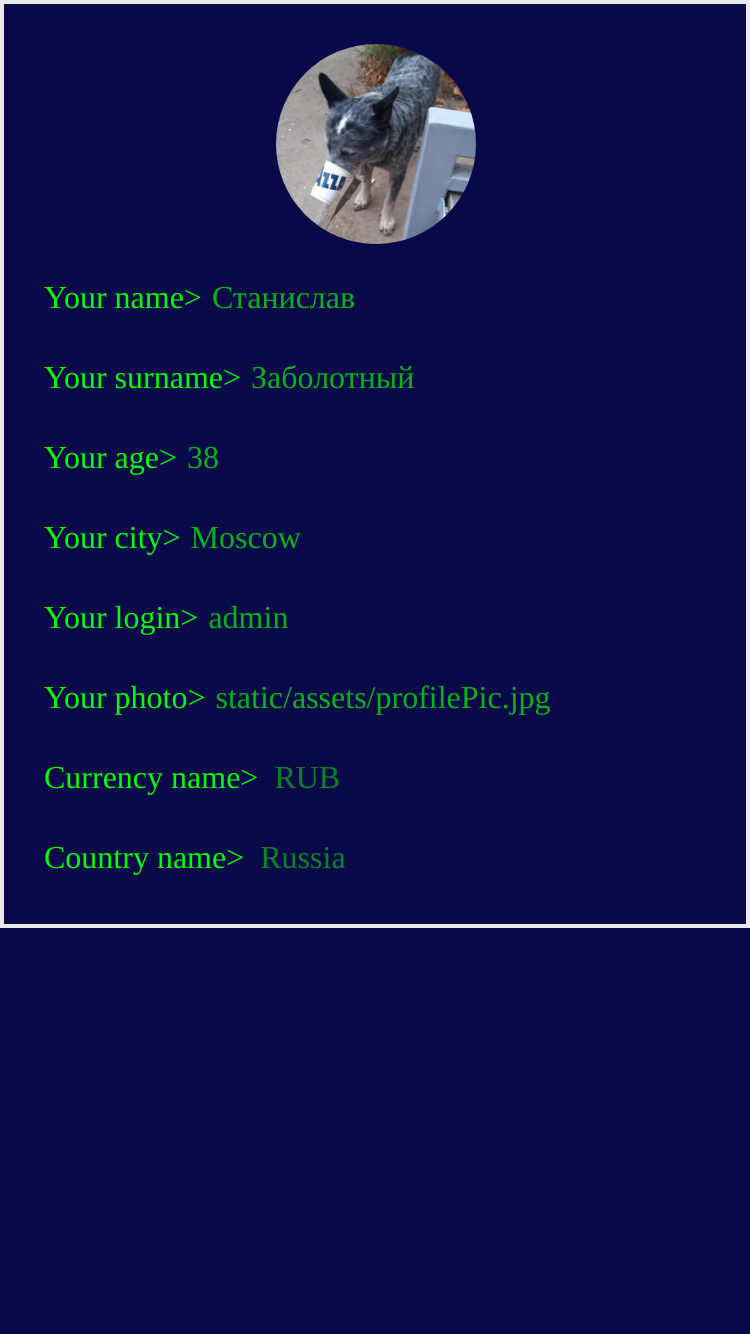 AZZA
Your name> Станислав
Your surname> Заболотный
Your age> 38
Your city> Moscow
Your login> admin
Your photo> static/assets/profilePic.jpg
Currency name> RUB
Country name> Russia